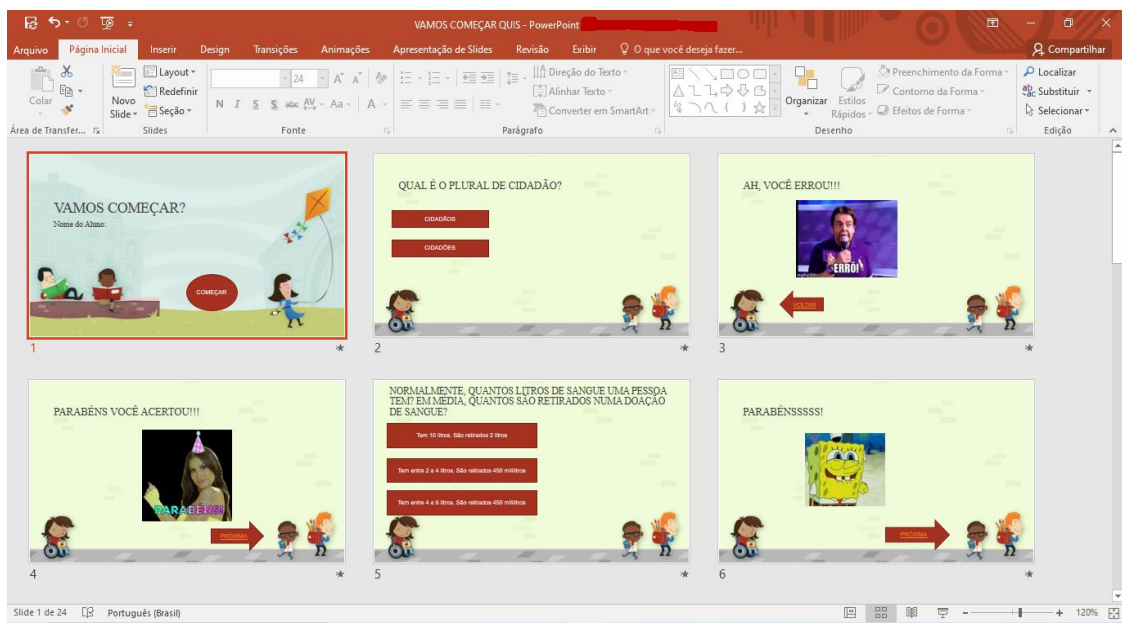 VAMOS COMEÇAR QUIS - PowerPoint
Arquivo Página Inicial Inserir Design Transições Animações Apresentação de Slides Revisão Exibir O que você deseja fazer... Compartilhar
Colar
Novo Slide
Layout
Redefinir
Seção
24
N I S S abc AV Aa A
Direção do Texto
Alinhar Texto
Converter em SmartArt
Organizar
Estilos Rápidos
Preenchimento da Forma
Contorno da Forma
Efeitos de Forma
Localizar
Substituir
Selecionar
Área de Transfer... Slides Fonte Parágrafo Desenho Edição
VAMOS COMEÇAR?
Nome do Aluno:
COMEÇAR
1
QUAL É O PLURAL DE CIDADÃO?
CIDADÃOS
CIDADÕES
2
AH, VOCÊ ERROU!!!
ERRÔU
VOLTAR
3
PARABÉNS VOCÊ ACERTOU!!!
PARABÉNS!
PRÓXIMA
4
NORMALMENTE, QUANTOS LITROS DE SANGUE UMA PESSOA
TEM? EM MÉDIA, QUANTOS SÃO RETIRADOS NUMA DOAÇÃO
DE SANGUE?
Tem 10 litros. São retirados 2 litros
Tem entre 2 a 4 litros. São retirados 450 mililitros
Tem entre 4 a 6 litros. São retirados 450 mililitros
5
PARABÉNSSSSS!
PRÓXIMA
6
Slide 1 de 24 Português (Brasil) 120%